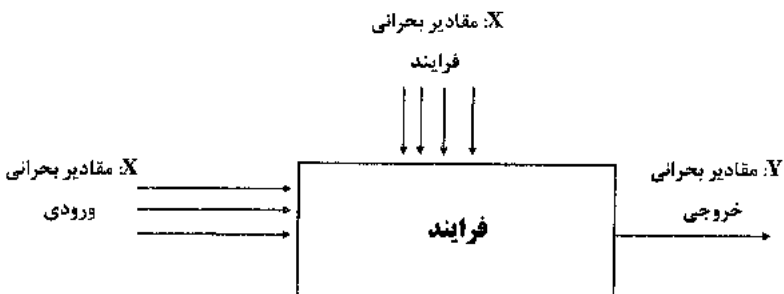 X: مقادیر بحرانی
فرایند
X: مقادیر بحرانی
ورودی
Y: مقادیر بحرانی
خروجی
فرایند